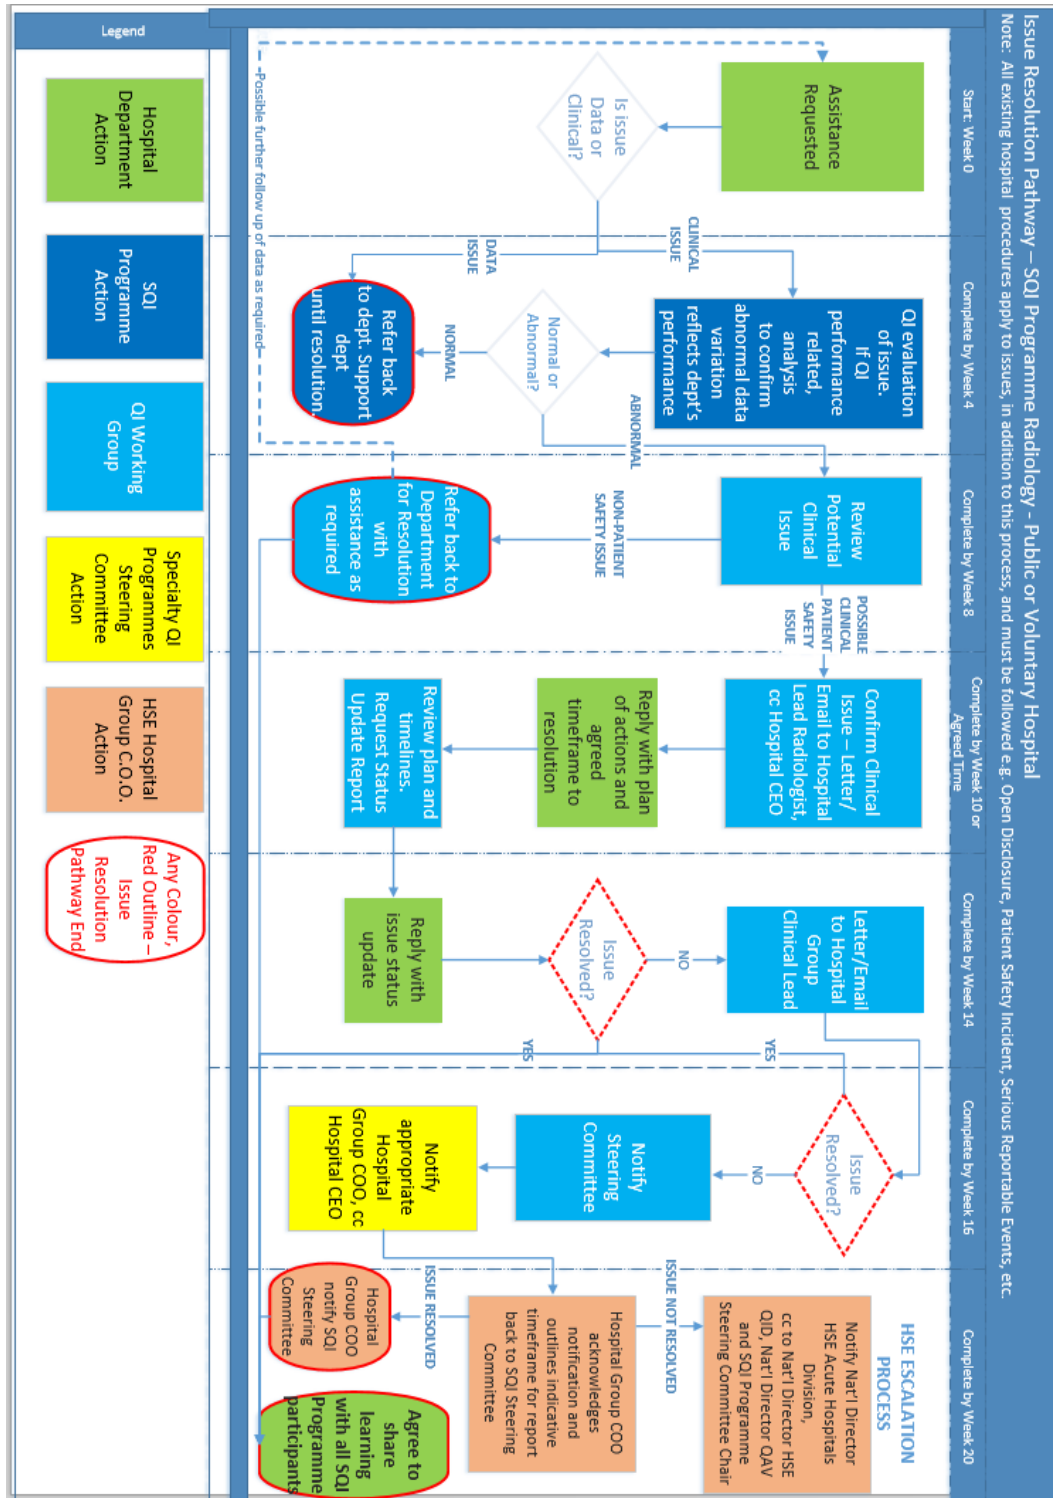 Issue Resolution Pathway – SQI Programme Radiology - Public or Voluntary Hospital
Note: All existing hospital procedures apply to issues, in addition to this process, and must be followed e.g. Open Disclosure, Patient Safety Incident, Serious Reportable Events, etc.
Start: Week 0
Complete by Week 4
Complete by Week 8
Complete by Week 10 or
Agreed Time
Complete by Week 14
Complete by Week 16
Complete by Week 20
Assistance
Requested
Is issue
Data or
Clinical?
CLINICAL
ISSUE
DATA
ISSUE
QI evaluation
of issue.
If QI
performance
related,
analysis
to confirm
abnormal data
variation
reflects dept's
performance
Normal or
Abnormal?
NORMAL
ABNORMAL
Refer back
to dept. Support
dept
until resolution.
Review
Potential
Clinical
Issue
NON-PATIENT
SAFETY ISSUE
POSSIBLE
CLINICAL
PATIENT
SAFETY
ISSUE
Refer back to
Department
for Resolution
with
assistance as
required
Possible further follow up of data as required
Confirm Clinical
Issue – Letter/
Email to Hospital
Lead Radiologist,
cc Hospital CEO
Reply with plan
of actions and
agreed
timeframe to
resolution
Review plan and
timelines.
Request Status
Update Report
Letter/Email
to Hospital
Group
Clinical Lead
NO
Issue
Resolved?
Reply with
issue status
update
YES
YES
Issue
Resolved?
NO
Notify
Steering
Committee
Notify
appropriate
Hospital
Group COO, cc
Hospital CEO
HSE ESCALATION
PROCESS
Notify Nat'l Director
HSE Acute Hospitals
Division,
cc to Nat'l Director HSE
QID, Nat'l Director QAV
and SQI Programme
Steering Committee Chair
ISSUE NOT RESOLVED
Hospital Group COO
acknowledges
notification and
outlines indicative
timeframe for report
back to SQI Steering
Committee
ISSUE RESOLVED
Hospital
Group COO
notify SQI
Steering
Committee
Agree to
share
learning
with all SQI
Programme
participants
Legend
Hospital
Department
Action
SQI
Programme
Action
QI Working
Group
Specialty QI
Programmes
Steering
Committee
Action
HSE Hospital
Group C.O.O.
Action
Any Colour,
Red Outline –
Issue
Resolution
Pathway End